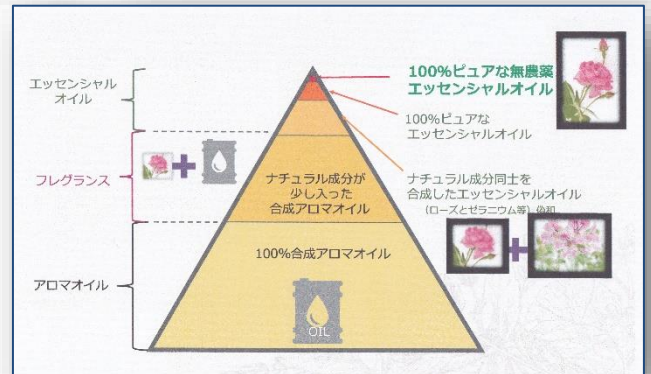 エッセンシャル
オイル
フレグランス
アロマオイル
ナチュラル成分が
少し入った
合成アロマオイル
100%合成アロマオイル
OIL
100%ピュアな無農薬
エッセンシャルオイル
100%ピュアな
エッセンシャルオイル
ナチュラル成分同士を
合成したエッセンシャルオイル
(ローズとゼラニウム等)偽和